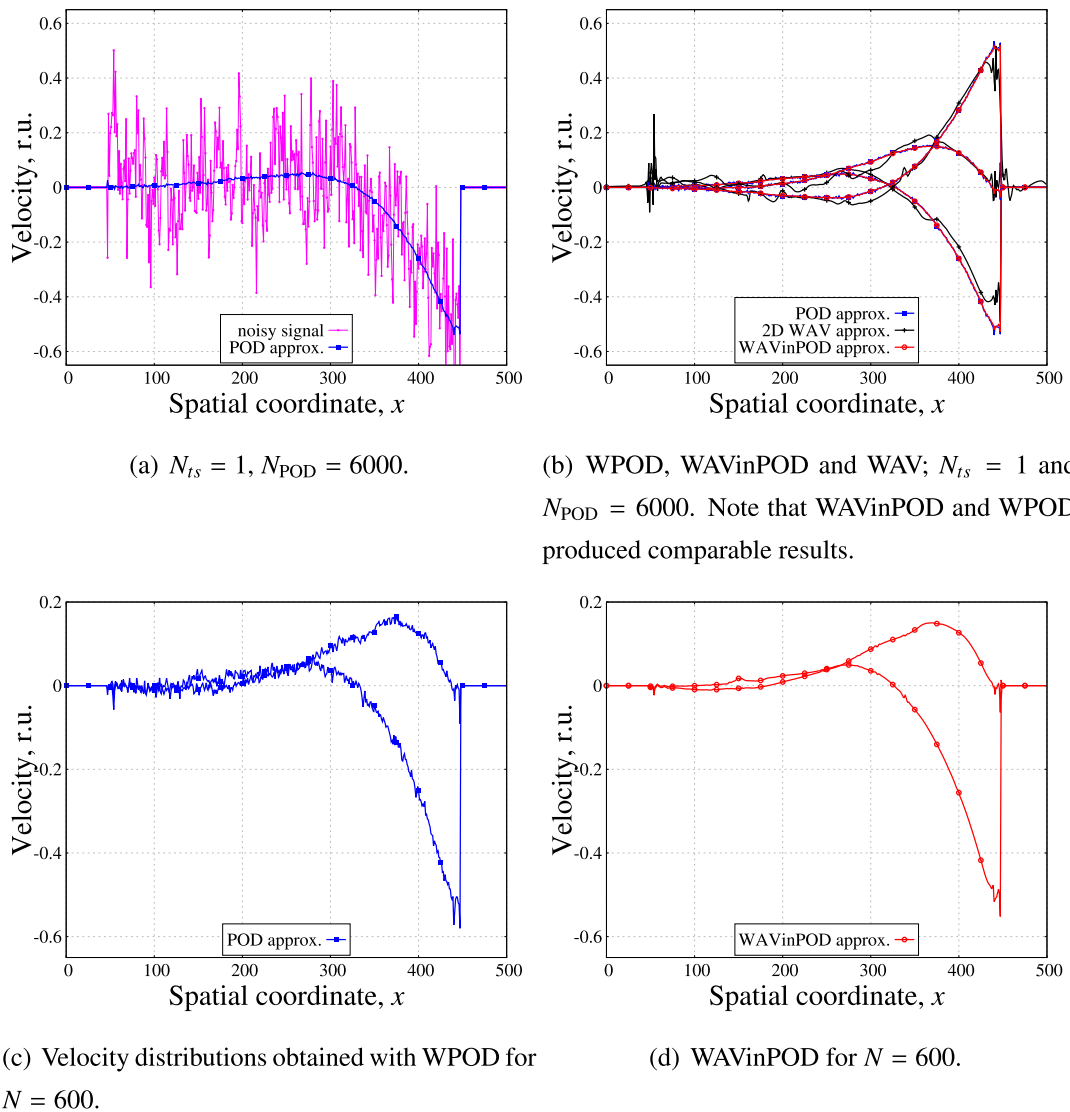 0.6
0.4
0.2
0
-0.2
-0.4
-0.6
Velocity, r.u.
noisy signal
POD approx.
0 100 200 300 400 500
Spatial coordinate, x
0.6
0.4
0.2
0
-0.2
-0.4
-0.6
Velocity, r.u.
POD approx.
2D WAV approx.
WAVinPOD approx.
0 100 200 300 400 500
Spatial coordinate, x
(a) N_ts = 1, N_POD = 6000.
(b) WPOD, WAVinPOD and WAV; N_ts = 1 and
N_POD = 6000. Note that WAVinPOD and WPOD
produced comparable results.
0.2
0
-0.2
-0.4
-0.6
Velocity, r.u.
POD approx.
0 100 200 300 400 500
Spatial coordinate, x
0.2
0
-0.2
-0.4
-0.6
Velocity, r.u.
WAVinPOD approx.
0 100 200 300 400 500
Spatial coordinate, x
(c) Velocity distributions obtained with WPOD for
N = 600.
(d) WAVinPOD for N = 600.